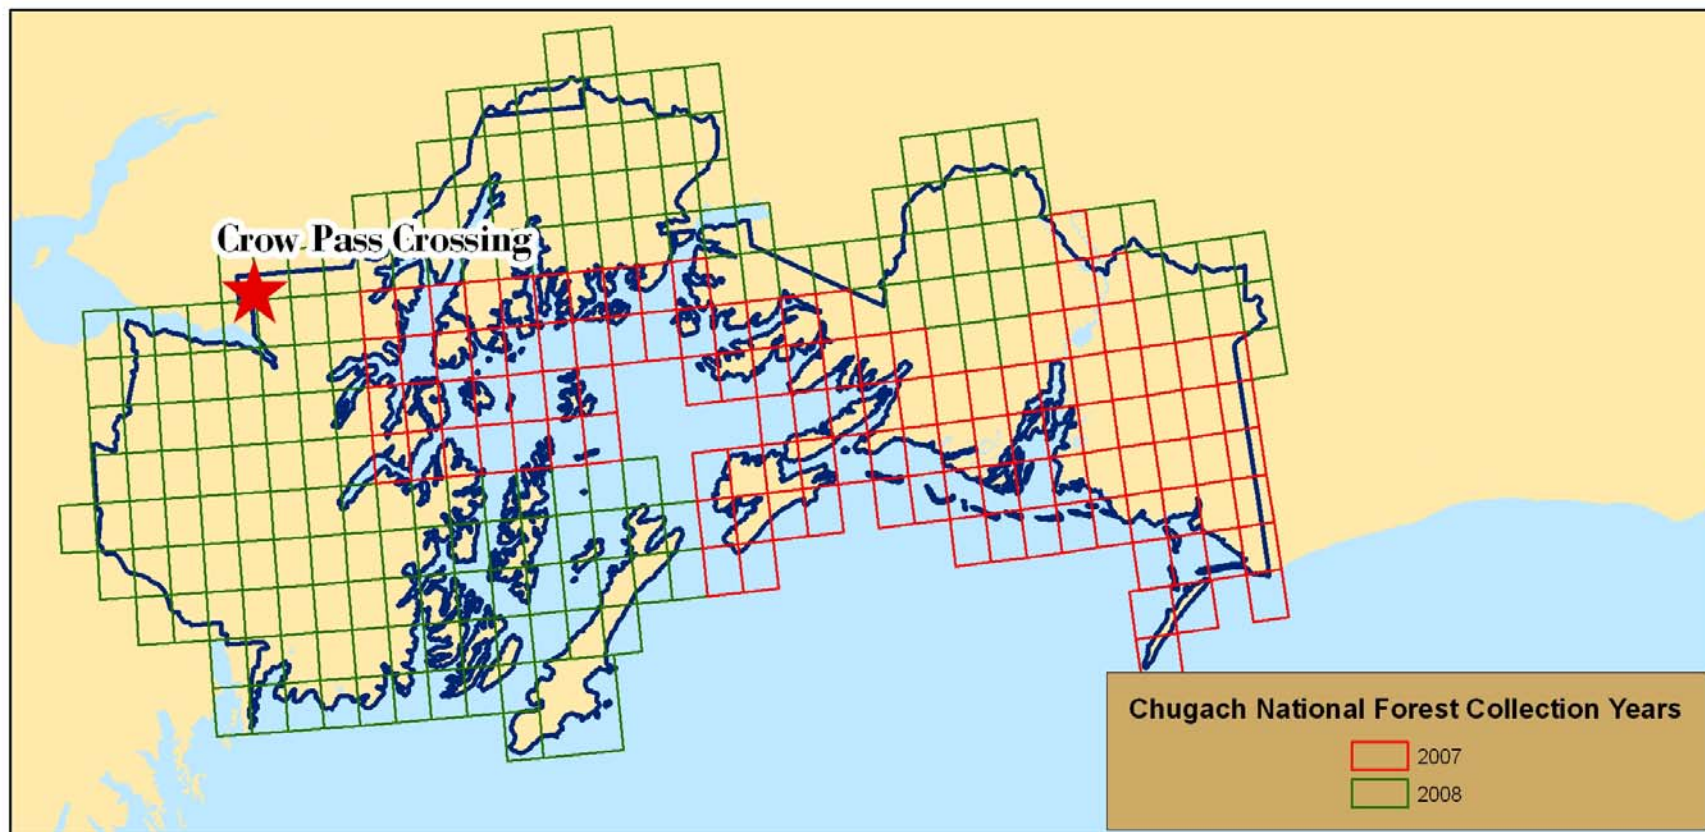 Crow Pass Crossing
Chugach National Forest Collection Years
2007
2008